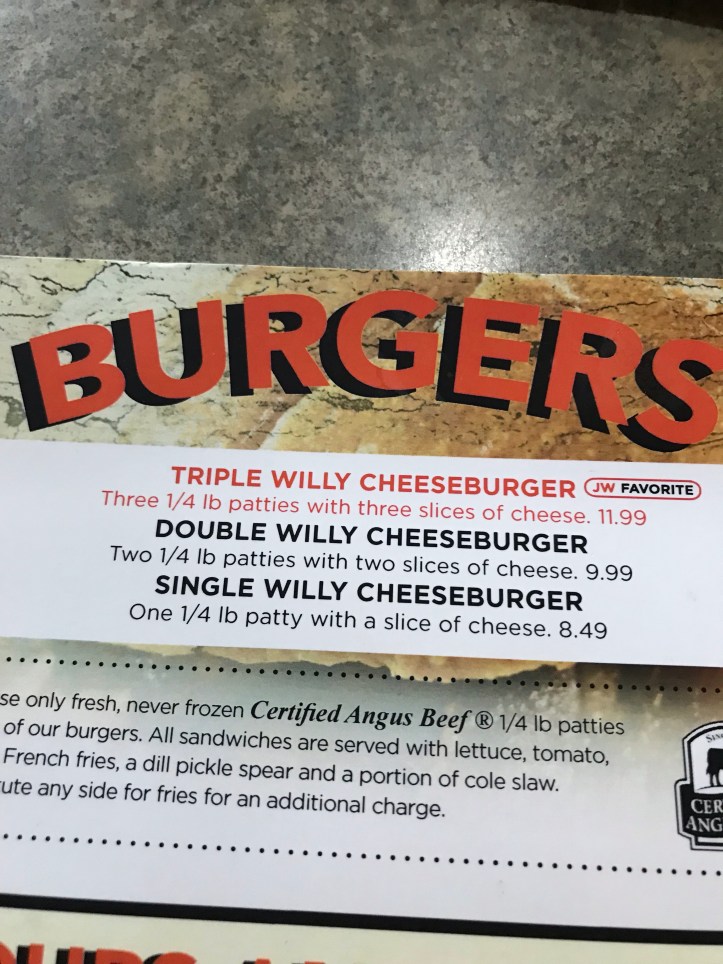 BURGERS
TRIPLE WILLY CHEESEBURGER JW FAVORITE
Three 1/4 lb patties with three slices of cheese. 11.99
DOUBLE WILLY CHEESEBURGER
Two 1/4 lb patties with two slices of cheese. 9.99
SINGLE WILLY CHEESEBURGER
One 1/4 lb patty with a slice of cheese. 8.49
only fresh, never frozen Certified Angus Beef ® 1/4 lb patties
of our burgers. All sandwiches are served with lettuce, tomato,
French fries, a dill pickle spear and a portion of cole slaw.
any side for fries for an additional charge.
CER
ANG